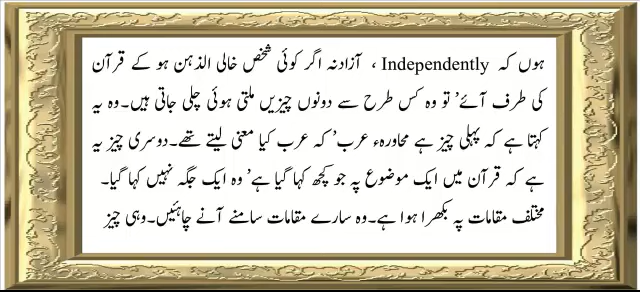 ہوں کہ Independently ، آزادنہ اگر کوئی شخص خالی الذہن ہو کے قرآن
کی طرف آئے’ تو وہ کس طرح سے دونوں چیزیں ملتی ہوئی چلی جاتی ہیں۔وہ یہ
کہتا ہے کہ پہلی چیز ہے محاورہء عرب’ کہ عرب کیا معنی لیتے تھے۔دوسری چیز یہ
ہے کہ قرآن میں ایک موضوع پہ جو کچھ کہا گیا ہے’ وہ ایک جگہ نہیں کہا گیا۔
مختلف مقامات پہ بکھرا ہوا ہے۔وہ سارے مقامات سامنے آنے چاہئیں۔وہی چیز